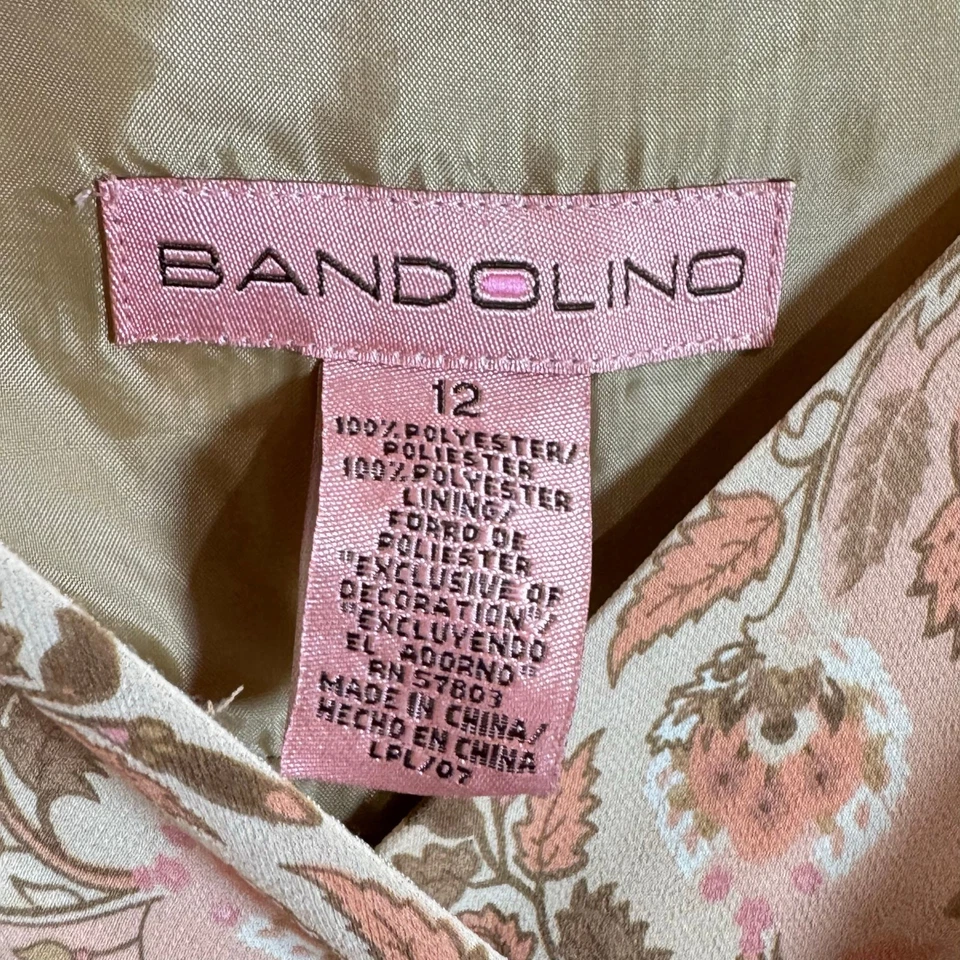 BANDOLINO
12
100% POLYESTER/
POLIESTER
100% POLYESTER
LINING/
FORRO DE
POLIESTER
"EXCLUSIVE OF
DECORATION"/
"EXCLUYENDO
EL ADORNO"
RN 57803
MADE IN CHINA/
HECHO EN CHINA
LPL/07